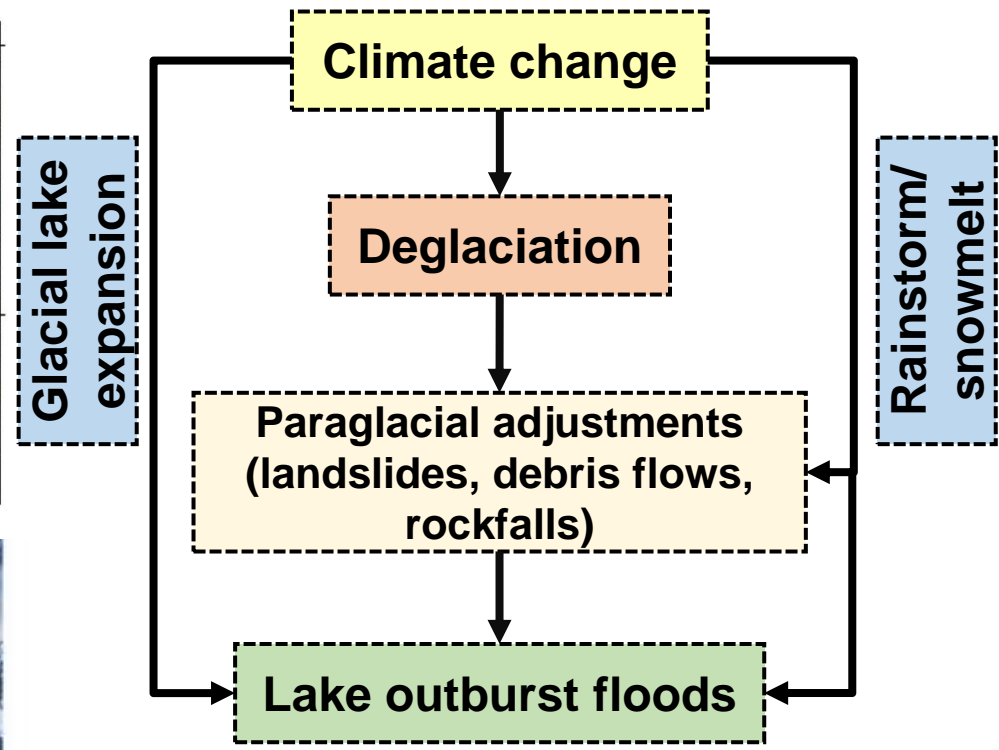 Climate change
Glacial lake
expansion
Rainstorm/
snowmelt
Deglaciation
Paraglacial adjustments
(landslides, debris flows,
rockfalls)
Lake outburst floods